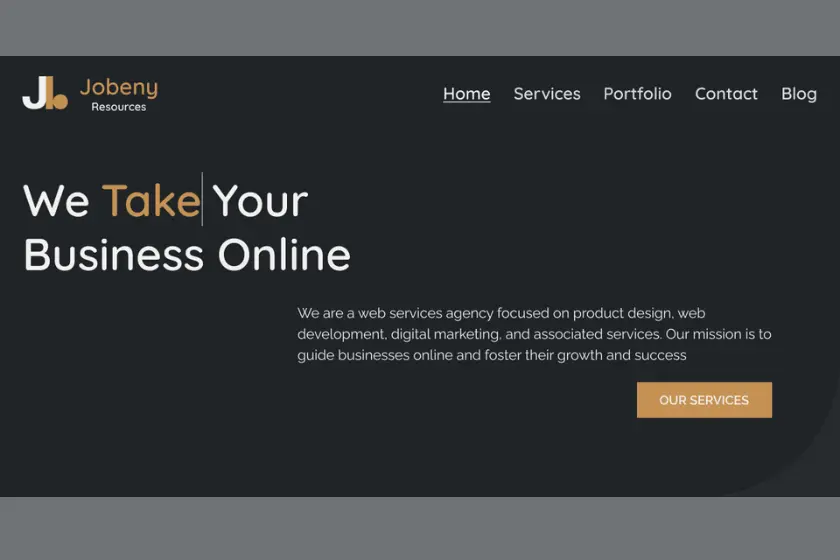 Jobeny
Resources
Home Services Portfolio Contact Blog
We Take Your
Business Online
We are a web services agency focused on product design, web
development, digital marketing, and associated services. Our mission is to
guide businesses online and foster their growth and success
OUR SERVICES